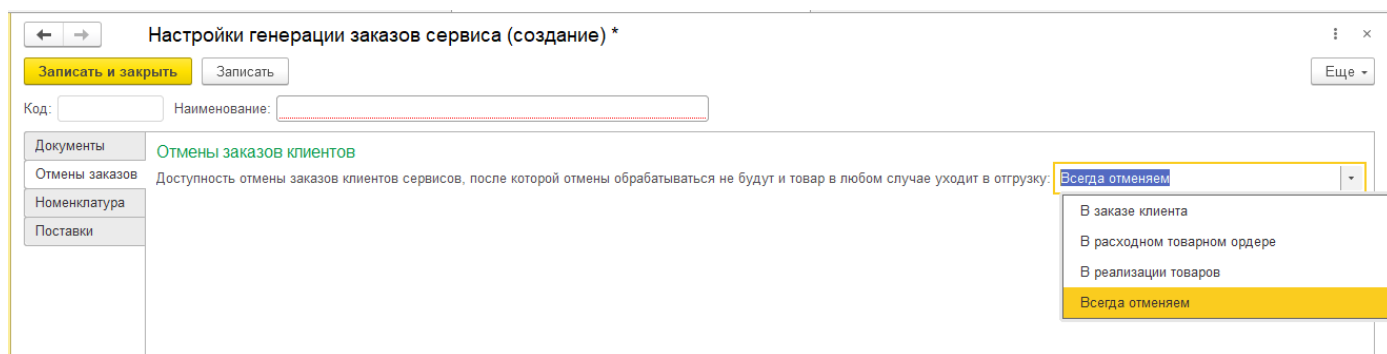 Настройки генерации заказов сервиса (создание) *
Записать и закрыть Записать Еще
Код: Наименование:
Документы
Отмены заказов
Номенклатура
Поставки
Отмены заказов клиентов
Доступность отмены заказов клиентов сервисов, после которой отмены обрабатываться не будут и товар в любом случае уходит в отгрузку: Всегда отменяем
В заказе клиента
В расходном товарном ордере
В реализации товаров
Всегда отменяем